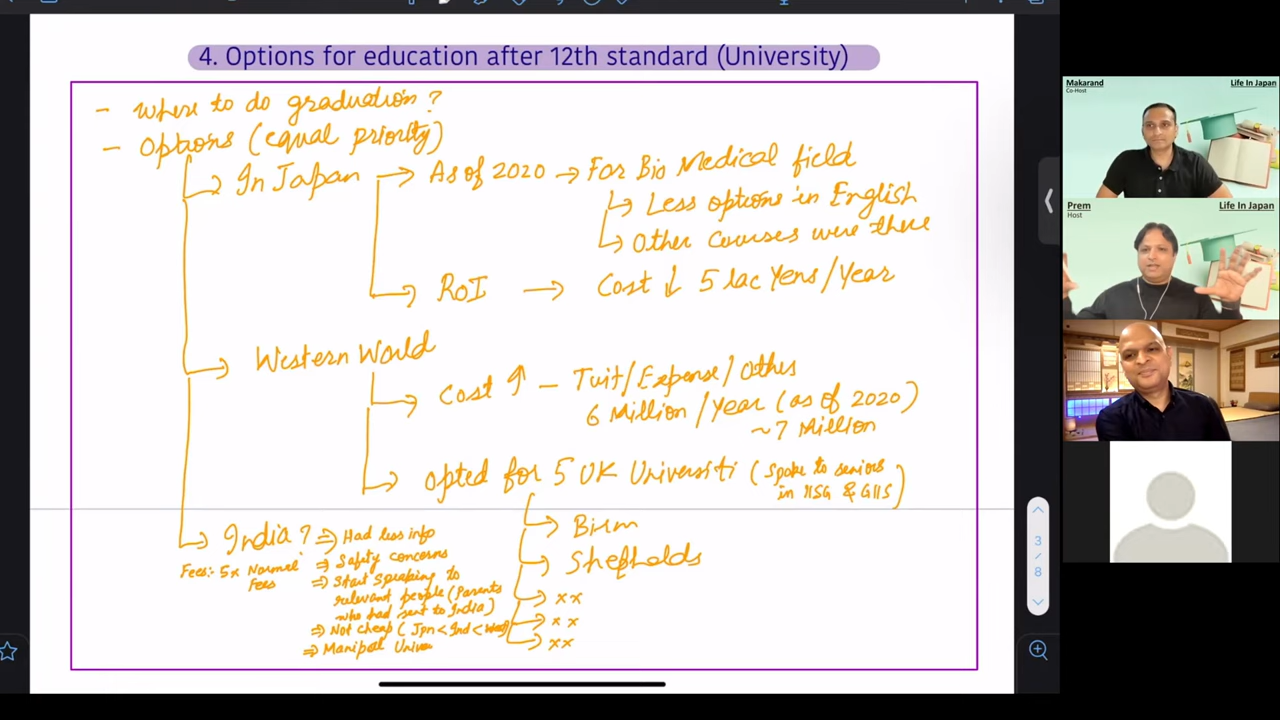 4. Options for education after 12th standard (University)
- Where to do graduation?
- Options (equal priority)
In Japan → As of 2020 → For Bio Medical field
Less options in English
Other Courses were there
RoI → Cost ↓ 5 lac Yens/Year
Western World
Cost ↑ - Tuit/Expense/Others
6 Million/Year (as of 2020)
~7 Million
Opted for 5 UK Universiti (Spoke to seniors
in IISG & GIIS)
Birm
Shefholds
xx
xx
xx
India? ⇒ Had less info
Fees:- 5x Normal
Fees
⇒ Safety concerns
⇒ Start Speaking to
relevant people (Parents
who had sent to India)
⇒ Not cheap (Jpn < Ind <
⇒ Manipal Univer
Makarand
Co-Host
Life In Japan
Prem
Host
Life In Japan
3
/
8